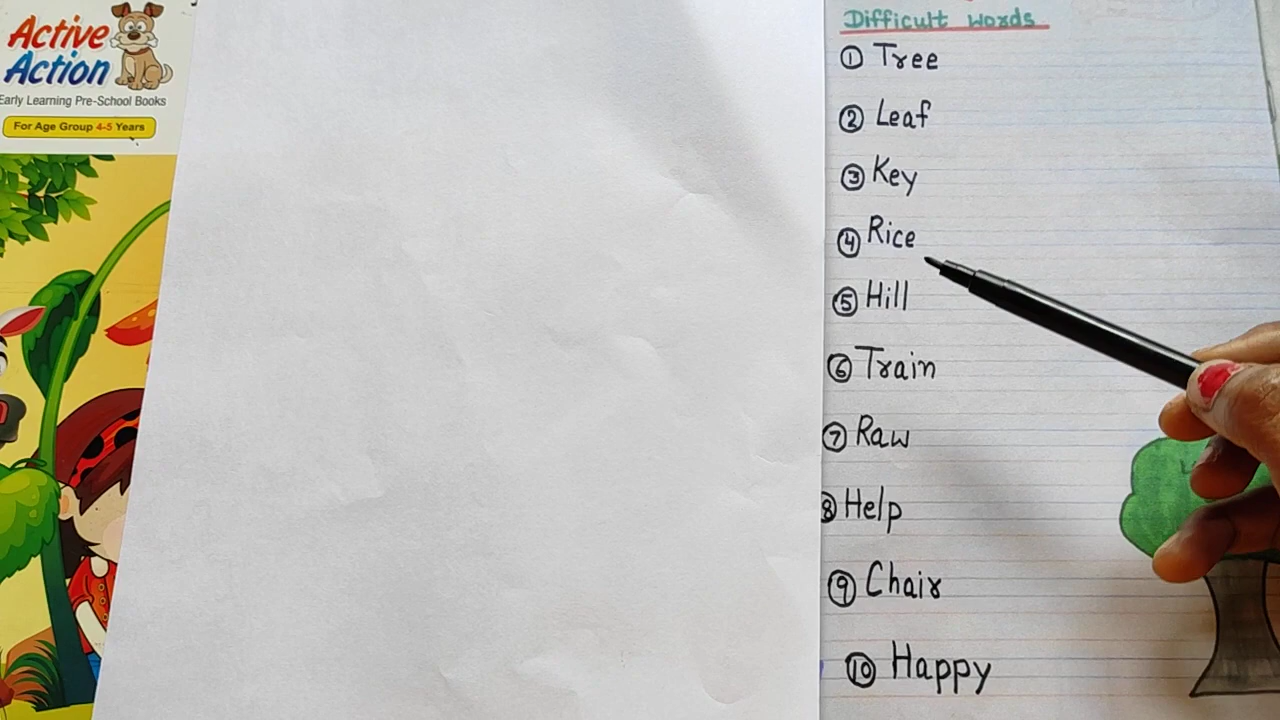 Active
Action
Early Learning Pre-School Books
For Age Group 4-5 Years
Difficult Words
① Tree
② Leaf
③ Key
④ Rice
⑤ Hill
⑥ Train
⑦ Raw
⑧ Help
⑨ Chair
⑩ Happy